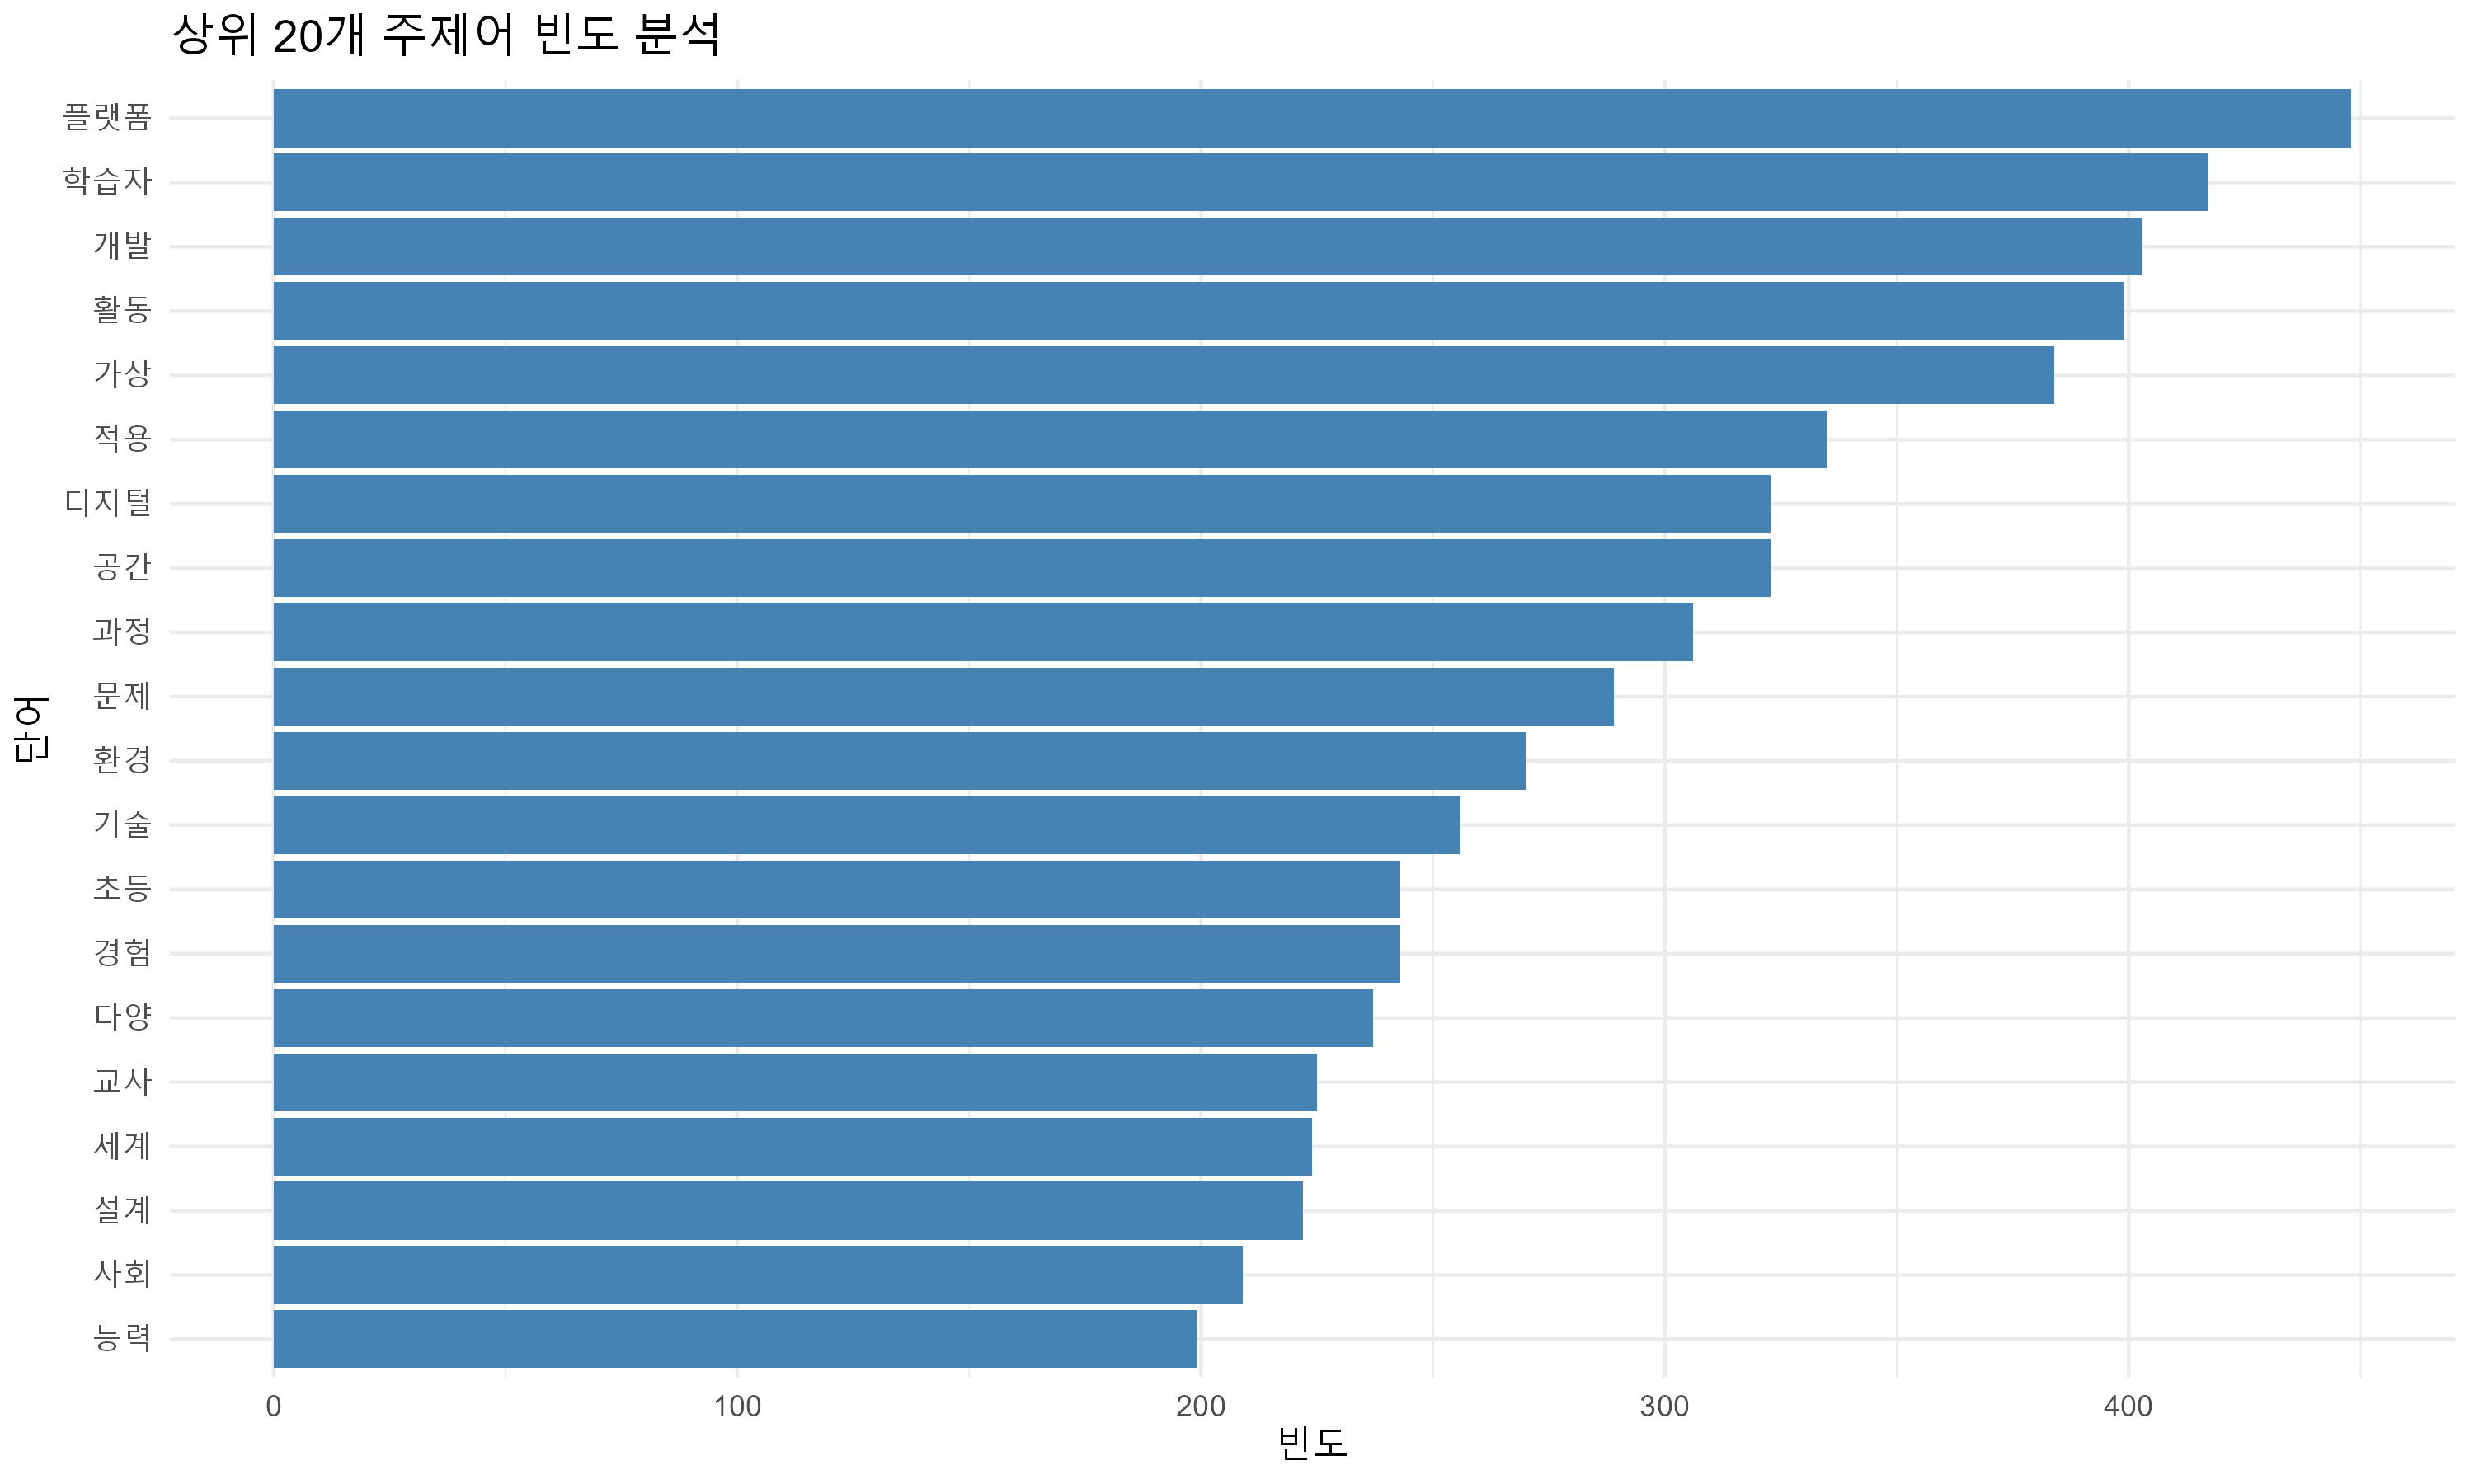 상위 20개 주제어 빈도 분석
플랫폼
학습자
개발
활동
가상
적용
디지털
공간
과정
문제
환경
기술
초등
경험
다양
교사
세계
설계
사회
능력
단어
0 100 200 300 400
빈도